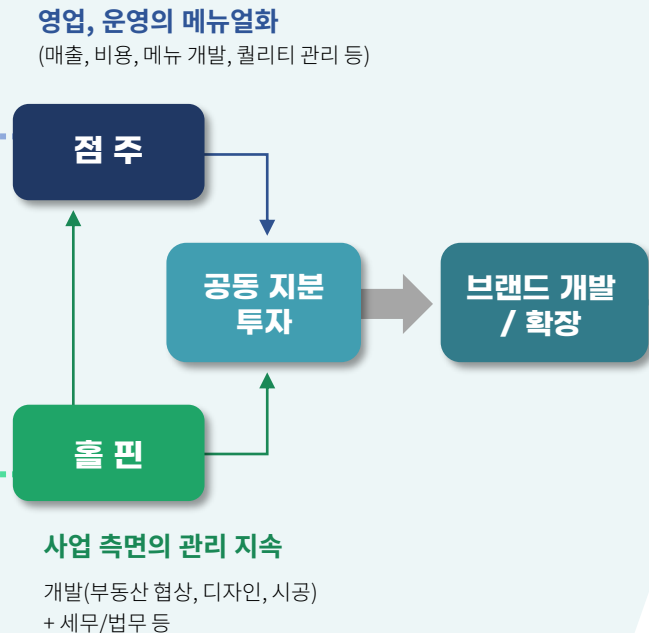 영업, 운영의 메뉴얼화
(매출, 비용, 메뉴 개발, 퀄리티 관리 등)
점 주
공동 지분
투자
브랜드 개발
/ 확장
홀 핀
사업 측면의 관리 지속
개발(부동산 협상, 디자인, 시공)
+ 세무/법무 등